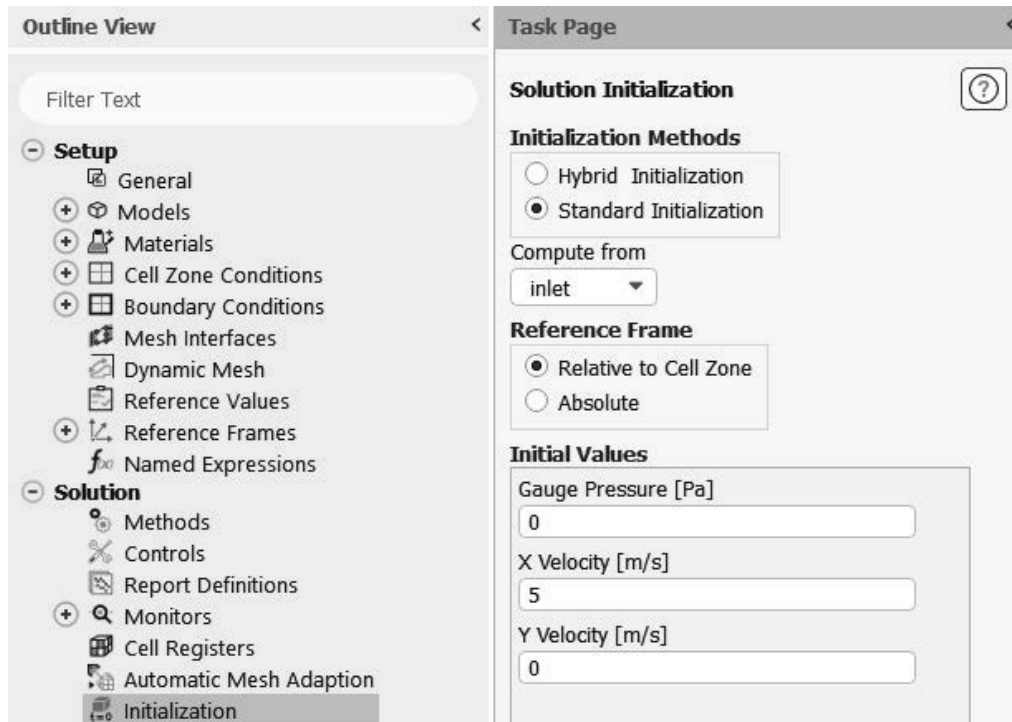 Outline View
Filter Text
Setup
General
Models
Materials
Cell Zone Conditions
Boundary Conditions
Mesh Interfaces
Dynamic Mesh
Reference Values
Reference Frames
Named Expressions
Solution
Methods
Controls
Report Definitions
Monitors
Cell Registers
Automatic Mesh Adaption
Initialization
Task Page
Solution Initialization
Initialization Methods
Hybrid Initialization
Standard Initialization
Compute from
inlet
Reference Frame
Relative to Cell Zone
Absolute
Initial Values
Gauge Pressure [Pa]
0
X Velocity [m/s]
5
Y Velocity [m/s]
0